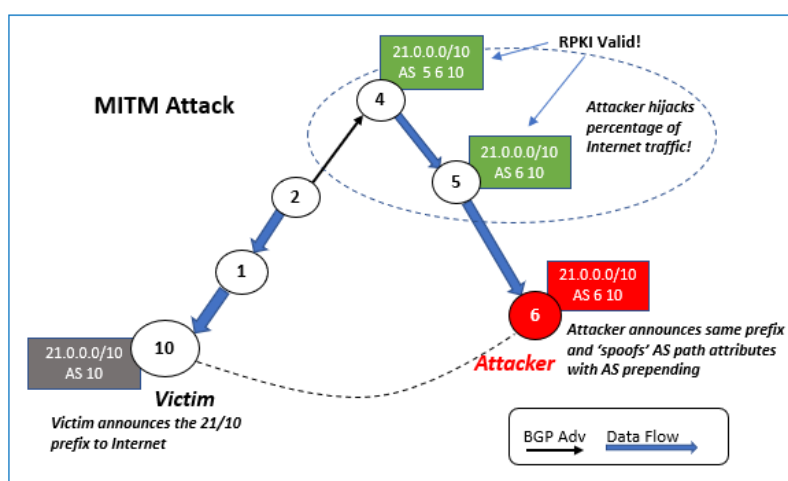 MITM Attack
21.0.0.0/10
AS 5 6 10
RPKI Valid!
4
Attacker hijacks
percentage of
Internet traffic!
21.0.0.0/10
AS 6 10
5
2
1
21.0.0.0/10
AS 6 10
6
Attacker
Attacker announces same prefix
and ‘spoofs’ AS path attributes
with AS prepending
10
21.0.0.0/10
AS 10
Victim
Victim announces the 21/10
prefix to Internet
BGP Adv
Data Flow